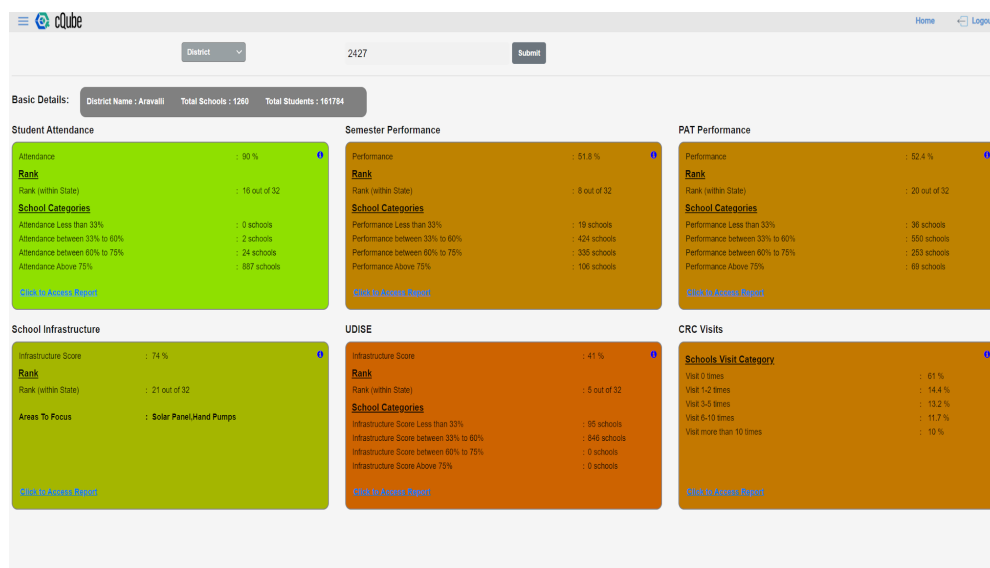 cQube
Home Logou
District 2427 Submit
Basic Details: District Name : Aravalli Total Schools : 1260 Total Students : 161784
Student Attendance
Attendance : 90 %
Rank
Rank (within State) : 16 out of 32
School Categories
Attendance Less than 33% : 0 schools
Attendance between 33% to 60% : 2 schools
Attendance between 60% to 75% : 24 schools
Attendance Above 75% : 887 schools
Click to Access Report
Semester Performance
Performance : 51.8 %
Rank
Rank (within State) : 8 out of 32
School Categories
Performance Less than 33% : 19 schools
Performance between 33% to 60% : 424 schools
Performance between 60% to 75% : 335 schools
Performance Above 75% : 106 schools
Click to Access Report
PAT Performance
Performance : 52.4 %
Rank
Rank (within State) : 20 out of 32
School Categories
Performance Less than 33% : 36 schools
Performance between 33% to 60% : 550 schools
Performance between 60% to 75% : 253 schools
Performance Above 75% : 69 schools
Click to Access Report
School Infrastructure
Infrastructure Score : 74 %
Rank
Rank (within State) : 21 out of 32
Areas To Focus : Solar Panel,Hand Pumps
Click to Access Report
UDISE
Infrastructure Score : 41 %
Rank
Rank (within State) : 5 out of 32
School Categories
Infrastructure Score Less than 33% : 95 schools
Infrastructure Score between 33% to 60% : 846 schools
Infrastructure Score between 60% to 75% : 0 schools
Infrastructure Score Above 75% : 0 schools
Click to Access Report
CRC Visits
Schools Visit Category
Visit 0 times : 61 %
Visit 1-2 times : 14.4 %
Visit 3-5 times : 13.2 %
Visit 6-10 times : 11.7 %
Visit more than 10 times : 10 %
Click to Access Report